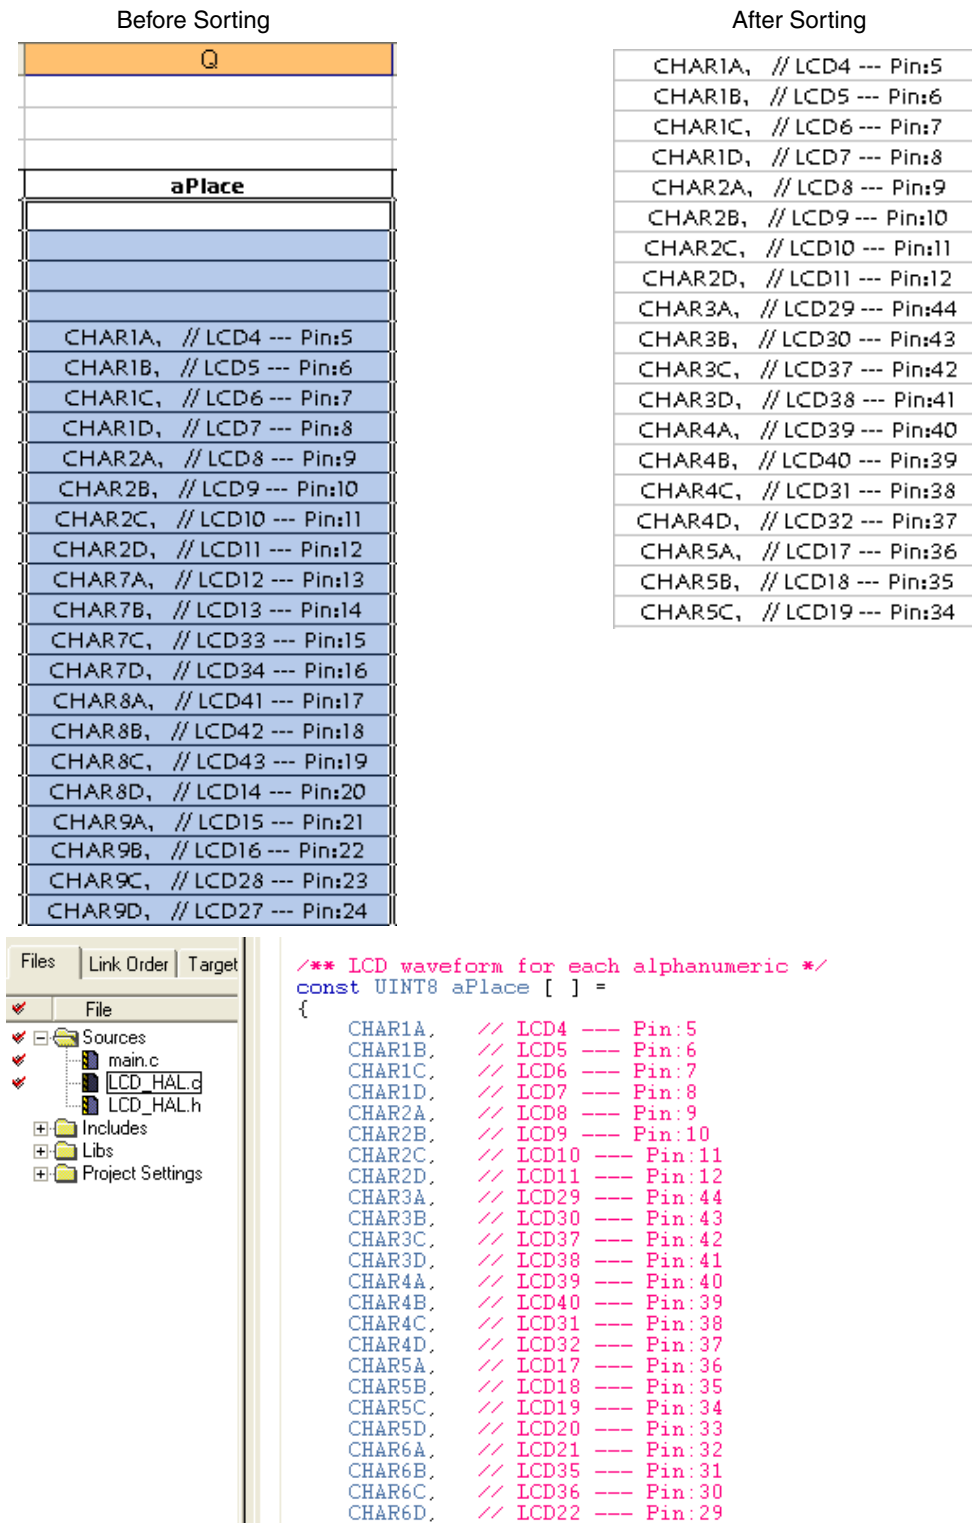 Before Sorting
Q
aPlace
CHAR1A, // LCD4 --- Pin:5
CHAR1B, // LCD5 --- Pin:6
CHAR1C, // LCD6 --- Pin:7
CHAR1D, // LCD7 --- Pin:8
CHAR2A, // LCD8 --- Pin:9
CHAR2B, // LCD9 --- Pin:10
CHAR2C, // LCD10 --- Pin:11
CHAR2D, // LCD11 --- Pin:12
CHAR7A, // LCD12 --- Pin:13
CHAR7B, // LCD13 --- Pin:14
CHAR7C, // LCD33 --- Pin:15
CHAR7D, // LCD34 --- Pin:16
CHAR8A, // LCD41 --- Pin:17
CHAR8B, // LCD42 --- Pin:18
CHAR8C, // LCD43 --- Pin:19
CHAR8D, // LCD14 --- Pin:20
CHAR9A, // LCD15 --- Pin:21
CHAR9B, // LCD16 --- Pin:22
CHAR9C, // LCD28 --- Pin:23
CHAR9D, // LCD27 --- Pin:24
After Sorting
CHAR1A, // LCD4 --- Pin:5
CHAR1B, // LCD5 --- Pin:6
CHAR1C, // LCD6 --- Pin:7
CHAR1D, // LCD7 --- Pin:8
CHAR2A, // LCD8 --- Pin:9
CHAR2B, // LCD9 --- Pin:10
CHAR2C, // LCD10 --- Pin:11
CHAR2D, // LCD11 --- Pin:12
CHAR3A, // LCD29 --- Pin:44
CHAR3B, // LCD30 --- Pin:43
CHAR3C, // LCD37 --- Pin:42
CHAR3D, // LCD38 --- Pin:41
CHAR4A, // LCD39 --- Pin:40
CHAR4B, // LCD40 --- Pin:39
CHAR4C, // LCD31 --- Pin:38
CHAR4D, // LCD32 --- Pin:37
CHAR5A, // LCD17 --- Pin:36
CHAR5B, // LCD18 --- Pin:35
CHAR5C, // LCD19 --- Pin:34
Files Link Order Target
File
Sources
main.c
LCD_HAL.c
LCD_HAL.h
Includes
Libs
Project Settings
/** LCD waveform for each alphanumeric */
const UINT8 aPlace [ ] =
{
CHAR1A, // LCD4 --- Pin:5
CHAR1B, // LCD5 --- Pin:6
CHAR1C, // LCD6 --- Pin:7
CHAR1D, // LCD7 --- Pin:8
CHAR2A, // LCD8 --- Pin:9
CHAR2B, // LCD9 --- Pin:10
CHAR2C, // LCD10 --- Pin:11
CHAR2D, // LCD11 --- Pin:12
CHAR3A, // LCD29 --- Pin:44
CHAR3B, // LCD30 --- Pin:43
CHAR3C, // LCD37 --- Pin:42
CHAR3D, // LCD38 --- Pin:41
CHAR4A, // LCD39 --- Pin:40
CHAR4B, // LCD40 --- Pin:39
CHAR4C, // LCD31 --- Pin:38
CHAR4D, // LCD32 --- Pin:37
CHAR5A, // LCD17 --- Pin:36
CHAR5B, // LCD18 --- Pin:35
CHAR5C, // LCD19 --- Pin:34
CHAR5D, // LCD20 --- Pin:33
CHAR6A, // LCD21 --- Pin:32
CHAR6B, // LCD35 --- Pin:31
CHAR6C, // LCD36 --- Pin:30
CHAR6D, // LCD22 --- Pin:29